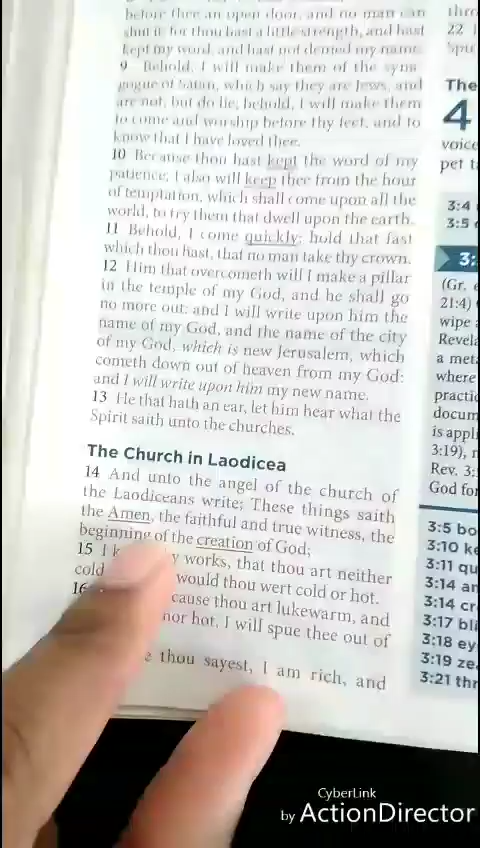 before thee an open door, and no man can
shut it: for thou hast a little strength, and hast
kept my word, and hast not denied my name.
9 Behold, I will make them of the syna-
gogue of Satan, which say they are Jews, and
are not, but do lie; behold, I will make them
to come and worship before thy feet, and to
know that I have loved thee.
10 Because thou hast kept the word of my
patience, I also will keep thee from the hour
of temptation, which shall come upon all the
world, to try them that dwell upon the earth.
11 Behold, I come quickly: hold that fast
which thou hast, that no man take thy crown.
12 Him that overcometh will I make a pillar
in the temple of my God, and he shall go
no more out: and I will write upon him the
name of my God, and the name of the city
of my God, which is new Jerusalem, which
cometh down out of heaven from my God:
and I will write upon him my new name.
13 He that hath an ear, let him hear what the
Spirit saith unto the churches.
The Church in Laodicea
14 And unto the angel of the church of
the Laodiceans write; These things saith
the Amen, the faithful and true witness, the
beginning of the creation of God;
15 I k y works, that thou art neither
cold would thou wert cold or hot.
16 cause thou art lukewarm, and
nor hot, I will spue thee out of
e thou sayest, I am rich, and
thro
22 I
Spu
The
4
voice
pet t
3:4
3:5
3:
(Gr.
21:4)
wipe
Revela
a met
where
practic
docum
is appl
3:19), r
Rev. 3:
God for
3:5 bo
3:10 ke
3:11 qu
3:14 am
3:14 cr
3:17 bli
3:18 ey
3:19 ze
3:21 thr
CyberLink
by ActionDirector